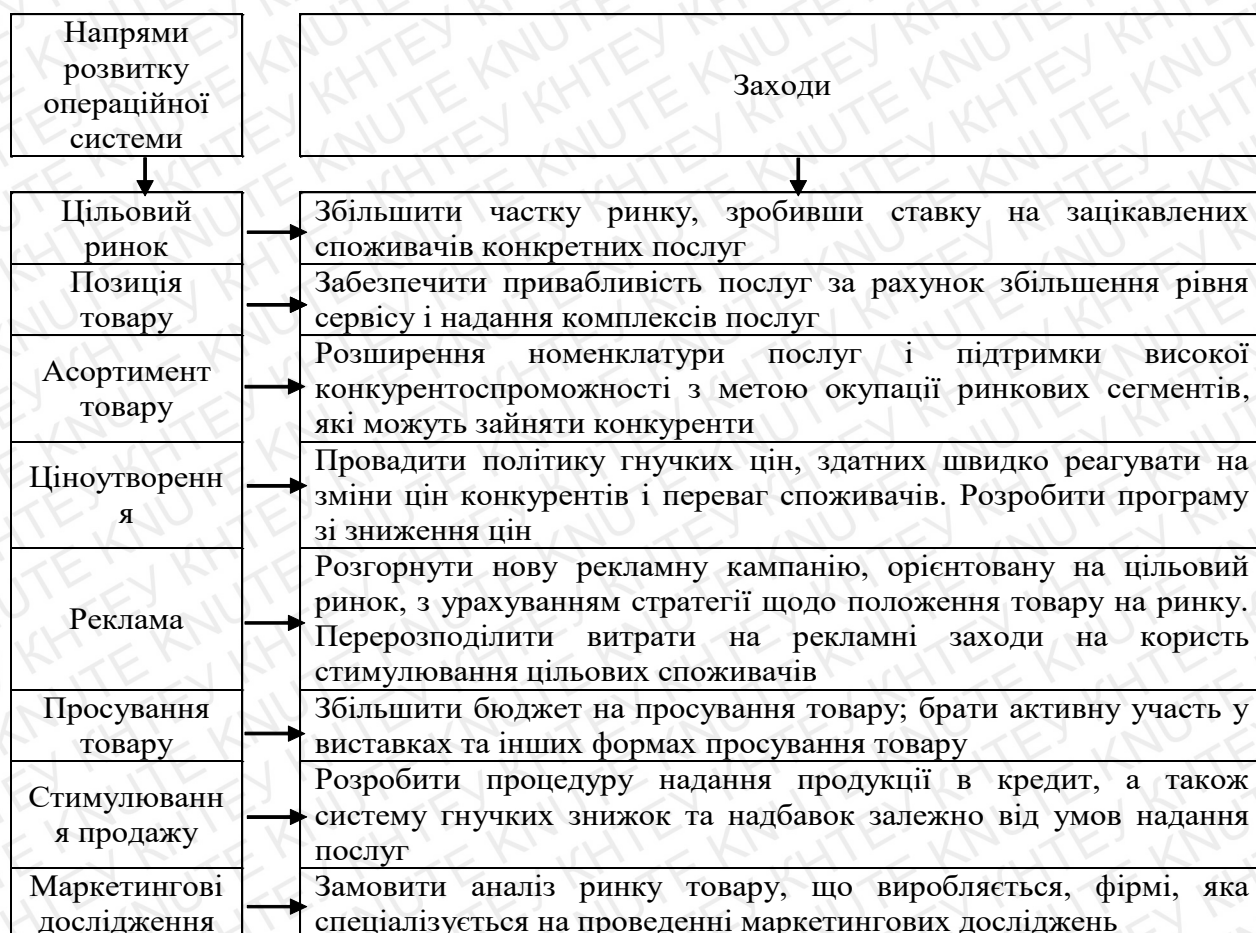 Напрями
розвитку
операційної
системи
Заходи
Цільовий
ринок
Збільшити частку ринку, зробивши ставку на зацікавлених
споживачів конкретних послуг
Позиція
товару
Забезпечити привабливість послуг за рахунок збільшення рівня
сервісу і надання комплексів послуг
Асортимент
товару
Розширення номенклатури послуг і підтримки високої
конкурентоспроможності з метою окупації ринкових сегментів,
які можуть зайняти конкуренти
Ціноутворенн
я
Провадити політику гнучких цін, здатних швидко реагувати на
зміни цін конкурентів і переваг споживачів. Розробити програму
зі зниження цін
Реклама
Розгорнути нову рекламну кампанію, орієнтовану на цільовий
ринок, з урахуванням стратегії щодо положення товару на ринку.
Перерозподілити витрати на рекламні заходи на користь
стимулювання цільових споживачів
Просування
товару
Збільшити бюджет на просування товару; брати активну участь у
виставках та інших формах просування товару
Стимулюванн
я продажу
Розробити процедуру надання продукції в кредит, а також
систему гнучких знижок та надбавок залежно від умов надання
послуг
Маркетингові
дослідження
Замовити аналіз ринку товару, що виробляється, фірмі, яка
спеціалізується на проведенні маркетингових досліджень